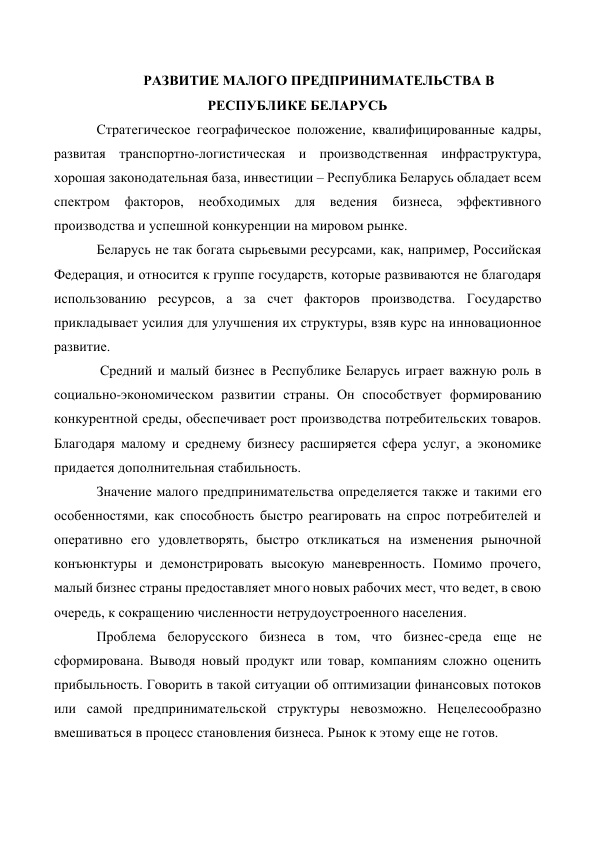 РАЗВИТИЕ МАЛОГО ПРЕДПРИНИМАТЕЛЬСТВА В
РЕСПУБЛИКЕ БЕЛАРУСЬ
Стратегическое географическое положение, квалифицированные кадры,
развитая транспортно-логистическая и производственная инфраструктура,
хорошая законодательная база, инвестиции – Республика Беларусь обладает всем
спектром факторов, необходимых для ведения бизнеса, эффективного
производства и успешной конкуренции на мировом рынке.
Беларусь не так богата сырьевыми ресурсами, как, например, Российская
Федерация, и относится к группе государств, которые развиваются не благодаря
использованию ресурсов, а за счет факторов производства. Государство
прикладывает усилия для улучшения их структуры, взяв курс на инновационное
развитие.
Средний и малый бизнес в Республике Беларусь играет важную роль в
социально-экономическом развитии страны. Он способствует формированию
конкурентной среды, обеспечивает рост производства потребительских товаров.
Благодаря малому и среднему бизнесу расширяется сфера услуг, а экономике
придается дополнительная стабильность.
Значение малого предпринимательства определяется также и такими его
особенностями, как способность быстро реагировать на спрос потребителей и
оперативно его удовлетворять, быстро откликаться на изменения рыночной
конъюнктуры и демонстрировать высокую маневренность. Помимо прочего,
малый бизнес страны предоставляет много новых рабочих мест, что ведет, в свою
очередь, к сокращению численности нетрудоустроенного населения.
Проблема белорусского бизнеса в том, что бизнес-среда еще не
сформирована. Выводя новый продукт или товар, компаниям сложно оценить
прибыльность. Говорить в такой ситуации об оптимизации финансовых потоков
или самой предпринимательской структуры невозможно. Нецелесообразно
вмешиваться в процесс становления бизнеса. Рынок к этому еще не готов.